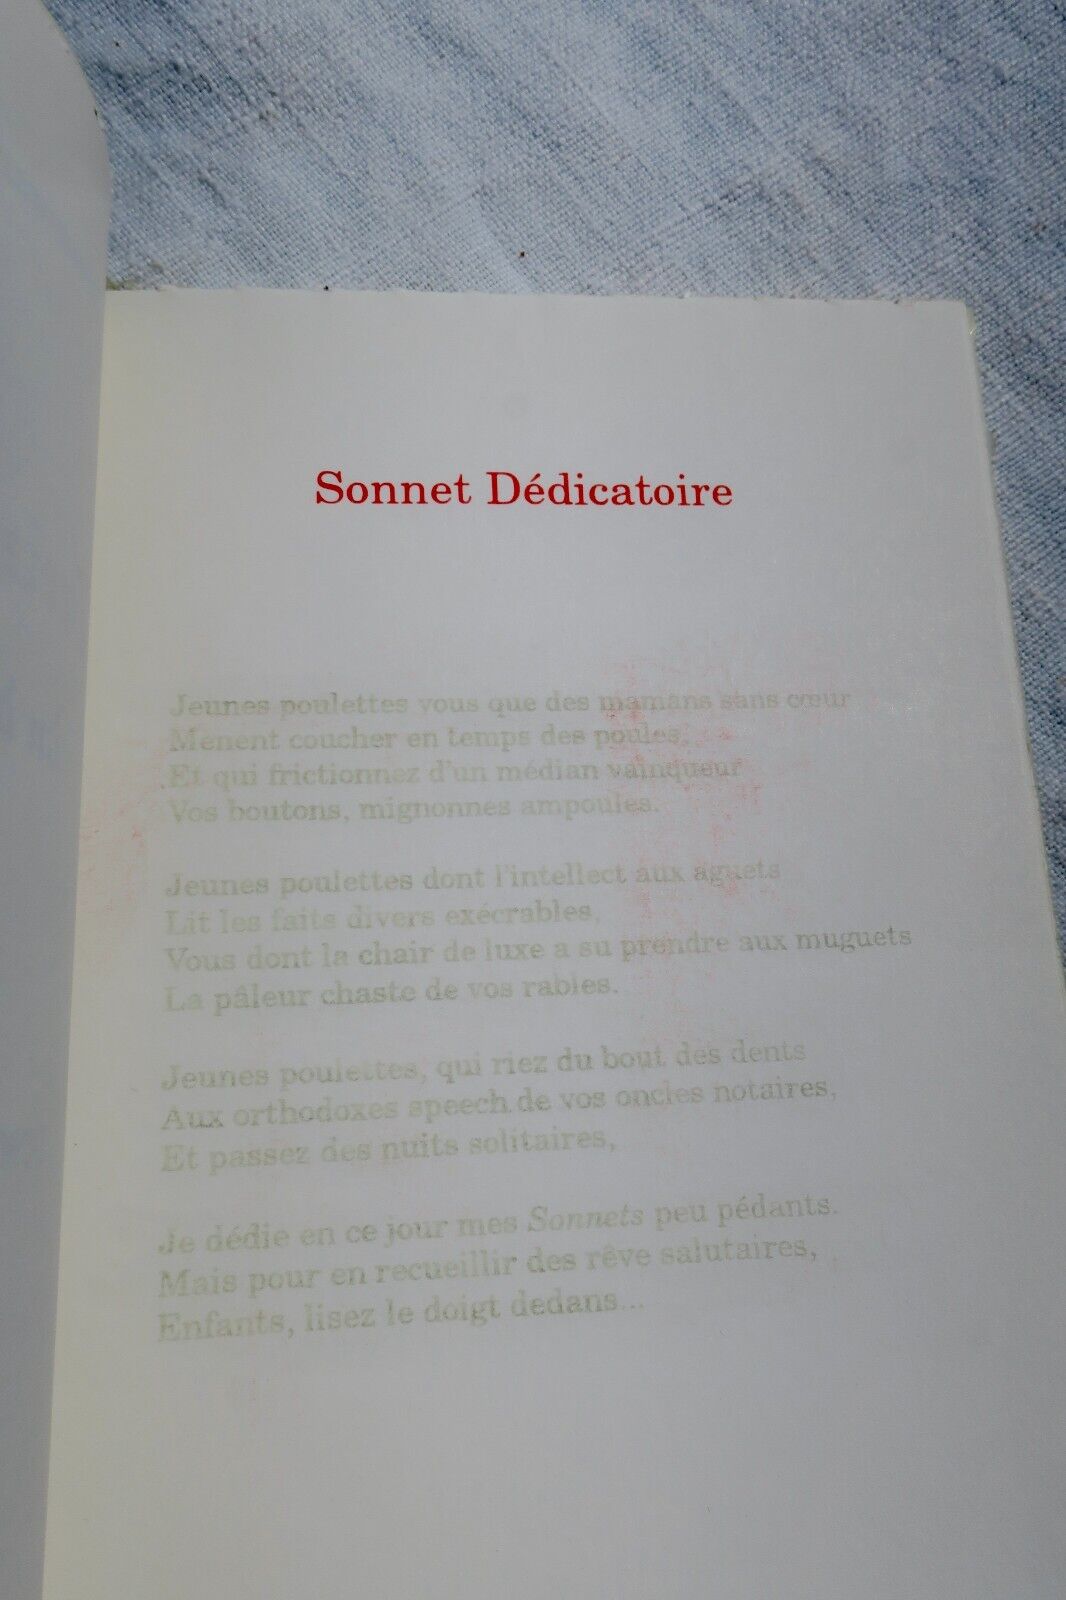 Sonnet Dédicatoire
Jeunes poulettes vous que des mamans sans cœur
Mènent coucher en temps des poules,
Et qui frictionnez d'un médian vainqueur
Vos boutons, mignonnes ampoules.
Jeunes poulettes dont l'intellect aux aguets
Lit les faits divers exécrables,
Vous dont la chair de luxe a su prendre aux muguets
La pâleur chaste de vos rables.
Jeunes poulettes, qui riez du bout des dents
Aux orthodoxes speech de vos oncles notaires,
Et passez des nuits solitaires,
Je dédie en ce jour mes Sonnets peu pédants.
Mais pour en recueillir des rêve salutaires,
Enfants, lisez le doigt dedans...